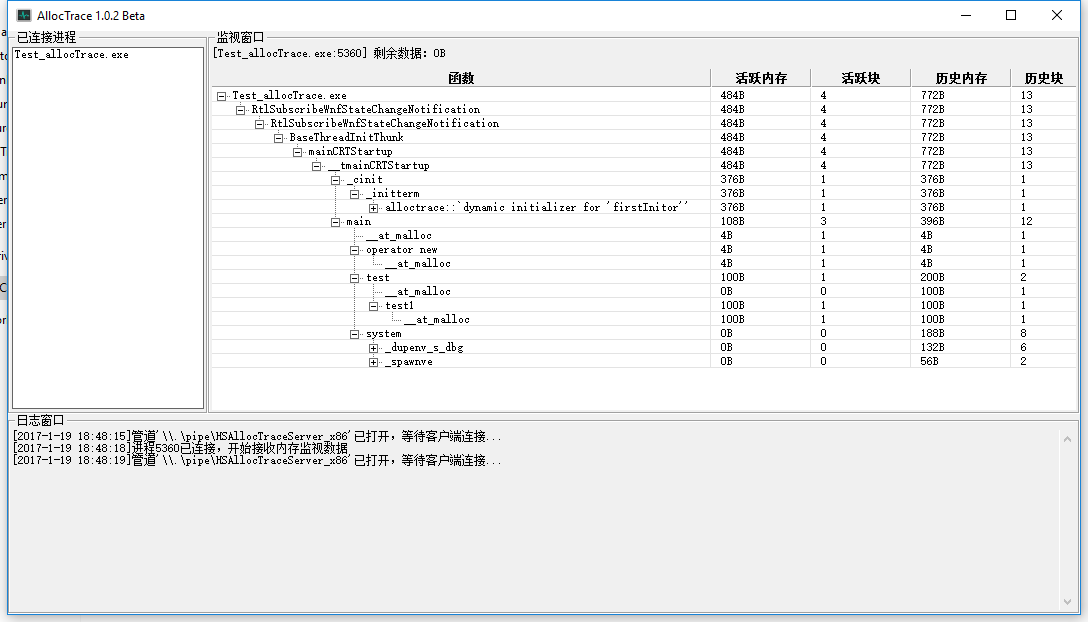 AllocTrace 1.0.2 Beta
已连接进程
Test_allocTrace.exe
监视窗口
[Test_allocTrace.exe:5360] 剩余数据: 0B
函数 活跃内存 活跃块 历史内存 历史块
Test_allocTrace.exe 484B 4 772B 13
RtlSubscribeWnfStateChangeNotification 484B 4 772B 13
RtlSubscribeWnfStateChangeNotification 484B 4 772B 13
BaseThreadInitThunk 484B 4 772B 13
mainCRTStartup 484B 4 772B 13
__tmainCRTStartup 484B 4 772B 13
_cinit 376B 1 376B 1
_initterm 376B 1 376B 1
alloctrace::`dynamic initializer for 'firstInitor'' 376B 1 376B 1
main 108B 3 396B 12
__at_malloc 4B 1 4B 1
operator new 4B 1 4B 1
__at_malloc 4B 1 4B 1
test 100B 1 200B 2
__at_malloc 0B 0 100B 1
test1 100B 1 100B 1
__at_malloc 100B 1 100B 1
system 0B 0 188B 8
_dupenv_s_dbg 0B 0 132B 6
_spawnve 0B 0 56B 2
日志窗口
[2017-1-19 18:48:15]管道'\\.\pipe\HSAllocTraceServer_x86'已打开，等待客户端连接...
[2017-1-19 18:48:18]进程5360已连接，开始接收内存监视数据
[2017-1-19 18:48:19]管道'\\.\pipe\HSAllocTraceServer_x86'已打开，等待客户端连接...